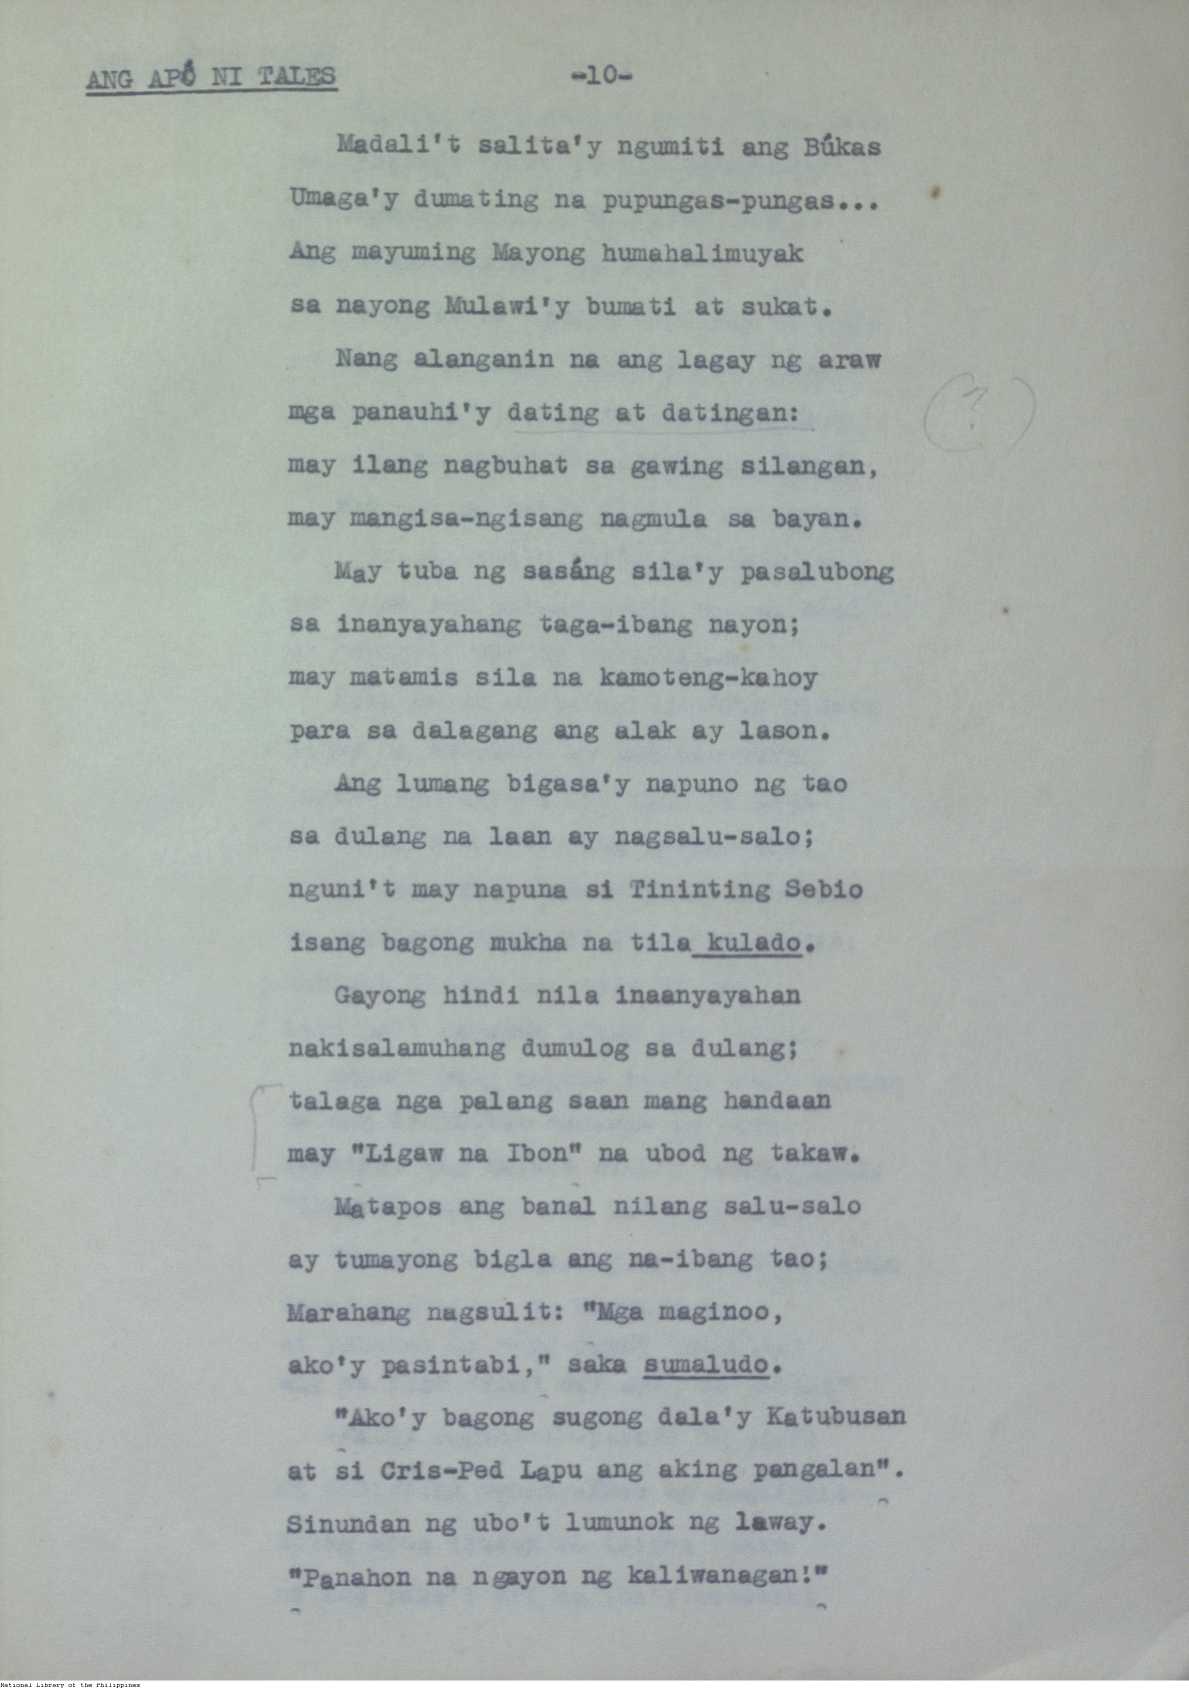 ANG APÓ NI TALES -10-
Madali't salita'y ngumiti ang Búkas
Umaga'y dumating na pupungas-pungas...
Ang mayuming Mayong humahalimuyak
sa nayong Mulawi'y bumati at sukat.
Nang alanganin na ang lagay ng araw
mga panauhi'y dating at datingan:
(?)
may ilang nagbuhat sa gawing silangan,
may mangisa-ngisang nagmula sa bayan.
May tuba ng sasáng sila'y pasalubong
sa inanyayahang taga-ibang nayon;
may matamis sila na kamoteng-kahoy
para sa dalagang ang alak ay lason.
Ang lumang bigasa'y napuno ng tao
sa dulang na laan ay nagsalu-salo;
nguni't may napuna si Tininting Sebio
isang bagong mukha na tila kulado.
Gayong hindi nila inaanyayahan
nakisalamuhang dumulog sa dulang;
talaga nga palang saan mang handaan
may "Ligaw na Ibon" na ubod ng takaw.
Matapos ang banal nilang salu-salo
ay tumayong bigla ang na-ibang tao;
Marahang nagsulit: "Mga maginoo,
ako'y pasintabi," saka sumaludo.
"Ako'y bagong sugong dala'y Katubusan
at si Cris-Ped Lapu ang aking pangalan".
Sinundan ng ubo't lumunok ng laway.
"Panahon na ngayon ng kaliwanagan!"
National Library of the Philippines